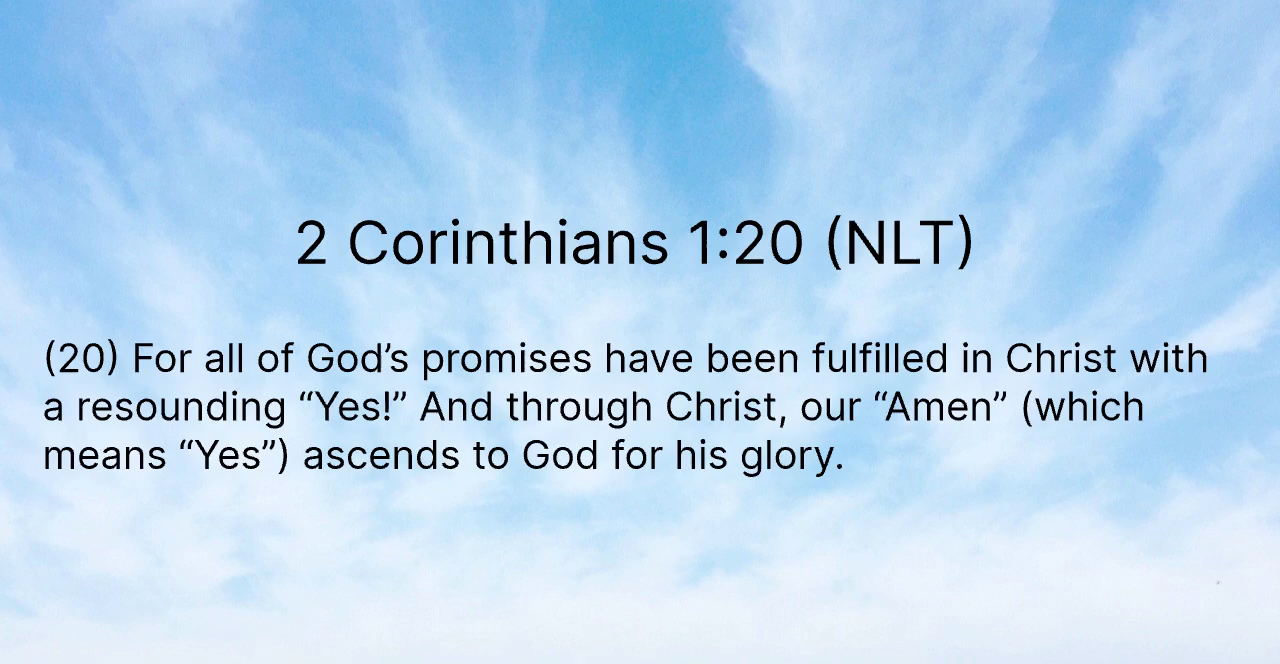 2 Corinthians 1:20 (NLT)
(20) For all of God’s promises have been fulfilled in Christ with
a resounding “Yes!” And through Christ, our “Amen” (which
means “Yes”) ascends to God for his glory.